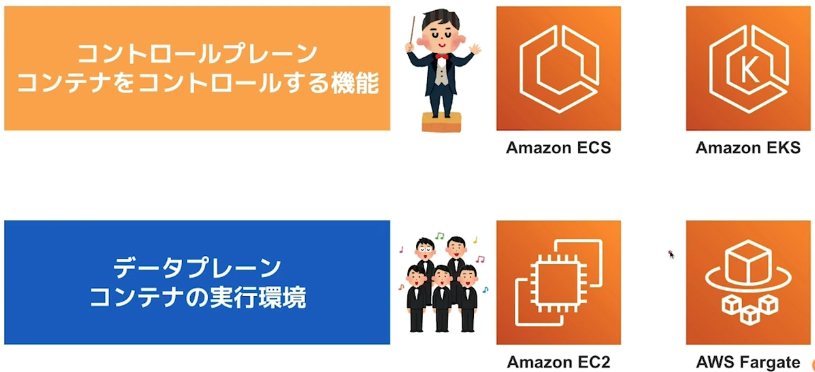 コントロールプレーン
コンテナをコントロールする機能
Amazon ECS
K
Amazon EKS
データプレーン
コンテナの実行環境
Amazon EC2
AWS Fargate